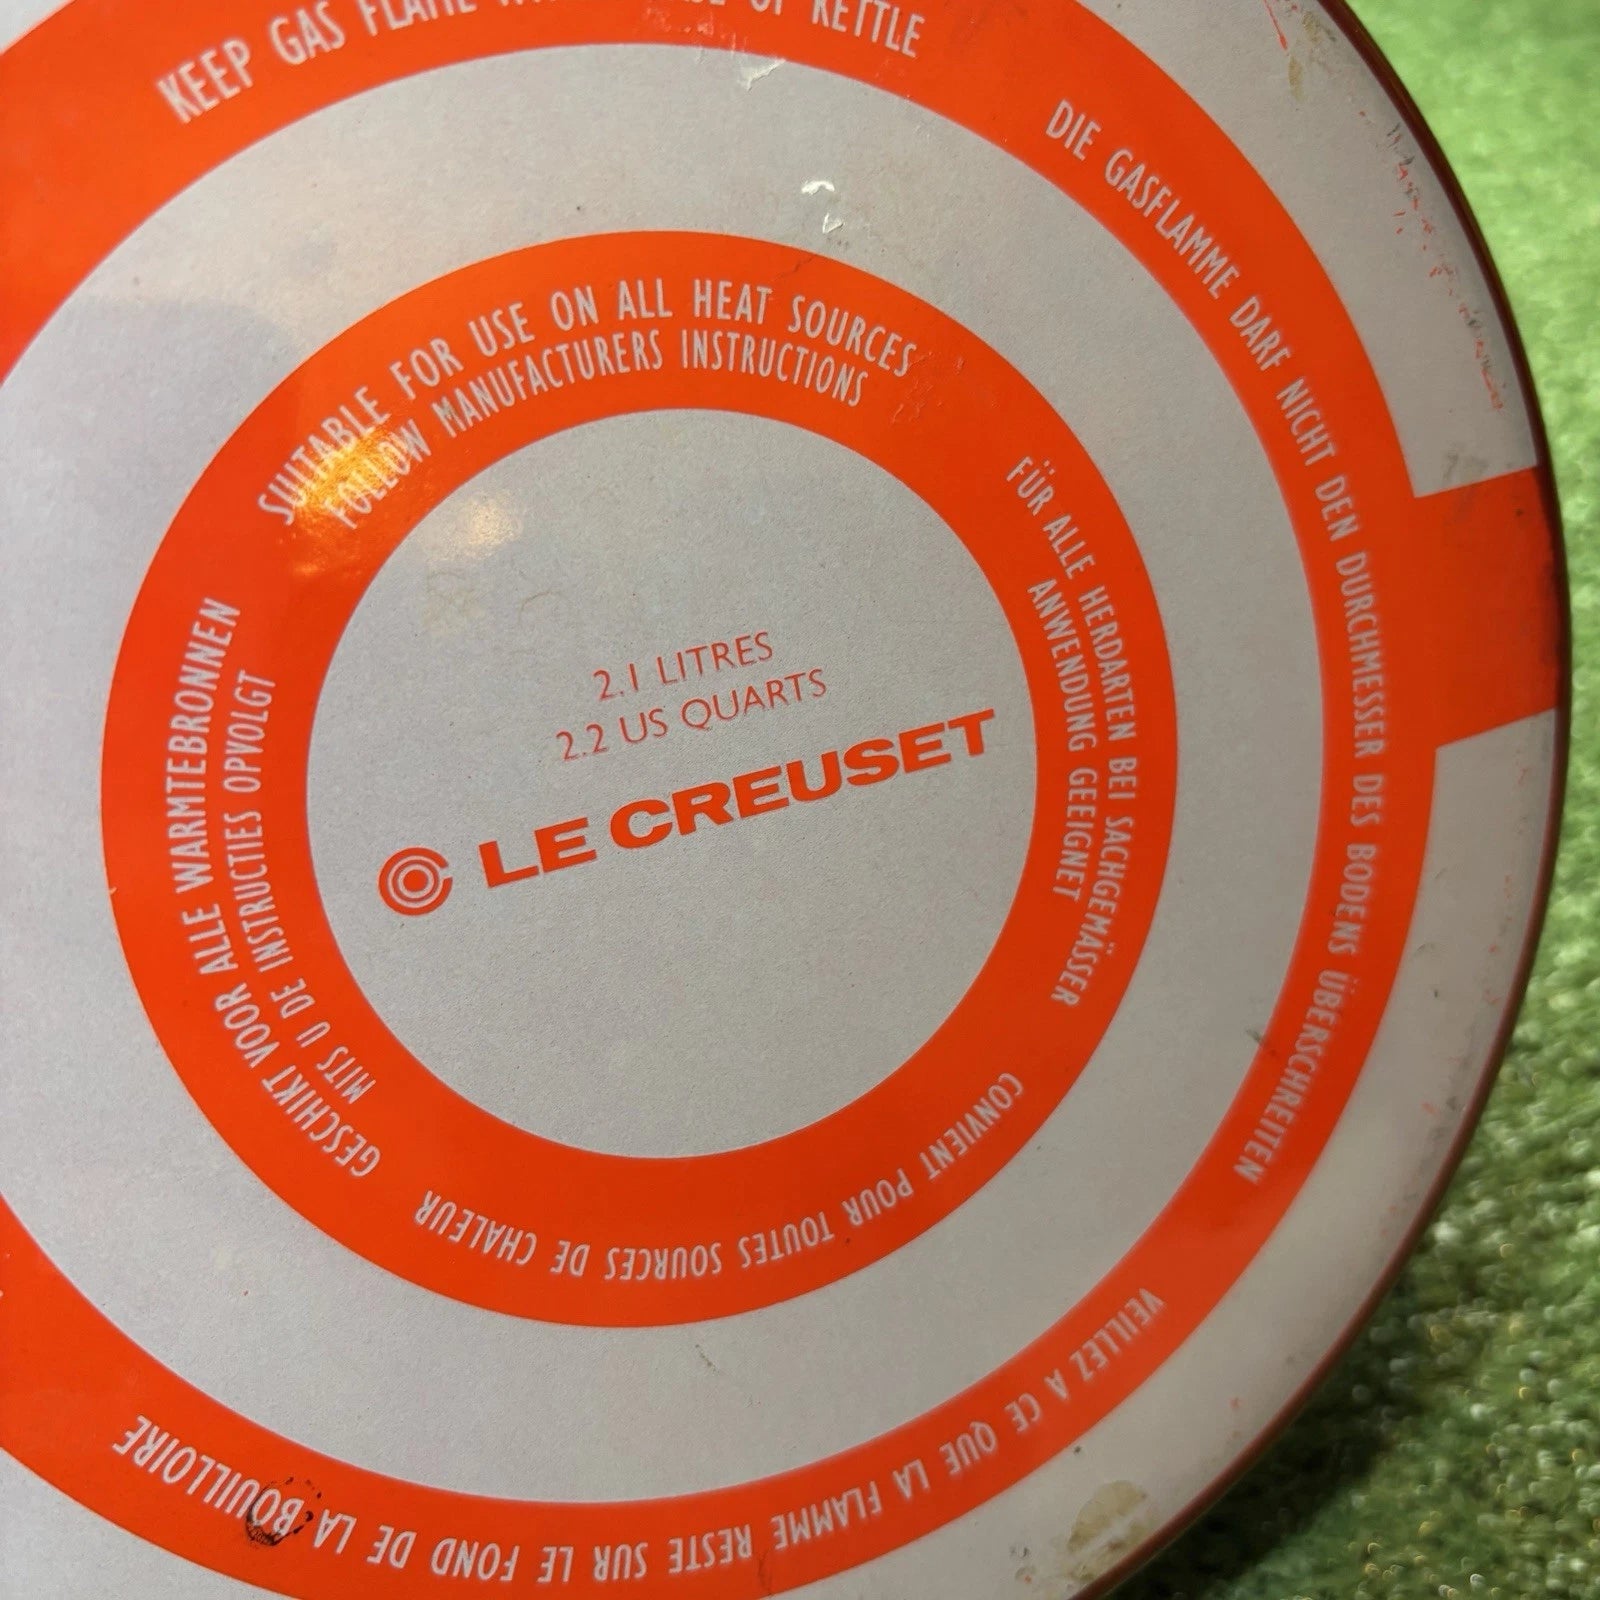 KEEP GAS FLAME OF KETTLE
DIE GASFLAMME DARF NICHT DEN DURCHMESSER DES BODENS ÜBERSCHREITEN
VEILLEZ A CE QUE LA FLAMME RESTE SUR LE FOND DE LA BOUILLOIRE
SUITABLE FOR USE ON ALL HEAT SOURCES
FOLLOW MANUFACTURERS INSTRUCTIONS
FÜR ALLE HERDARTEN BEI SACHGEMÄSSER
ANWENDUNG GEEIGNET
CONVIENT POUR TOUTES SOURCES DE CHALEUR
GESCHIKT VOOR ALLE WARMTEBRONNEN
MITS U DE INSTRUCTIES OPVOLGT
2.1 LITRES
2.2 US QUARTS
LE CREUSET